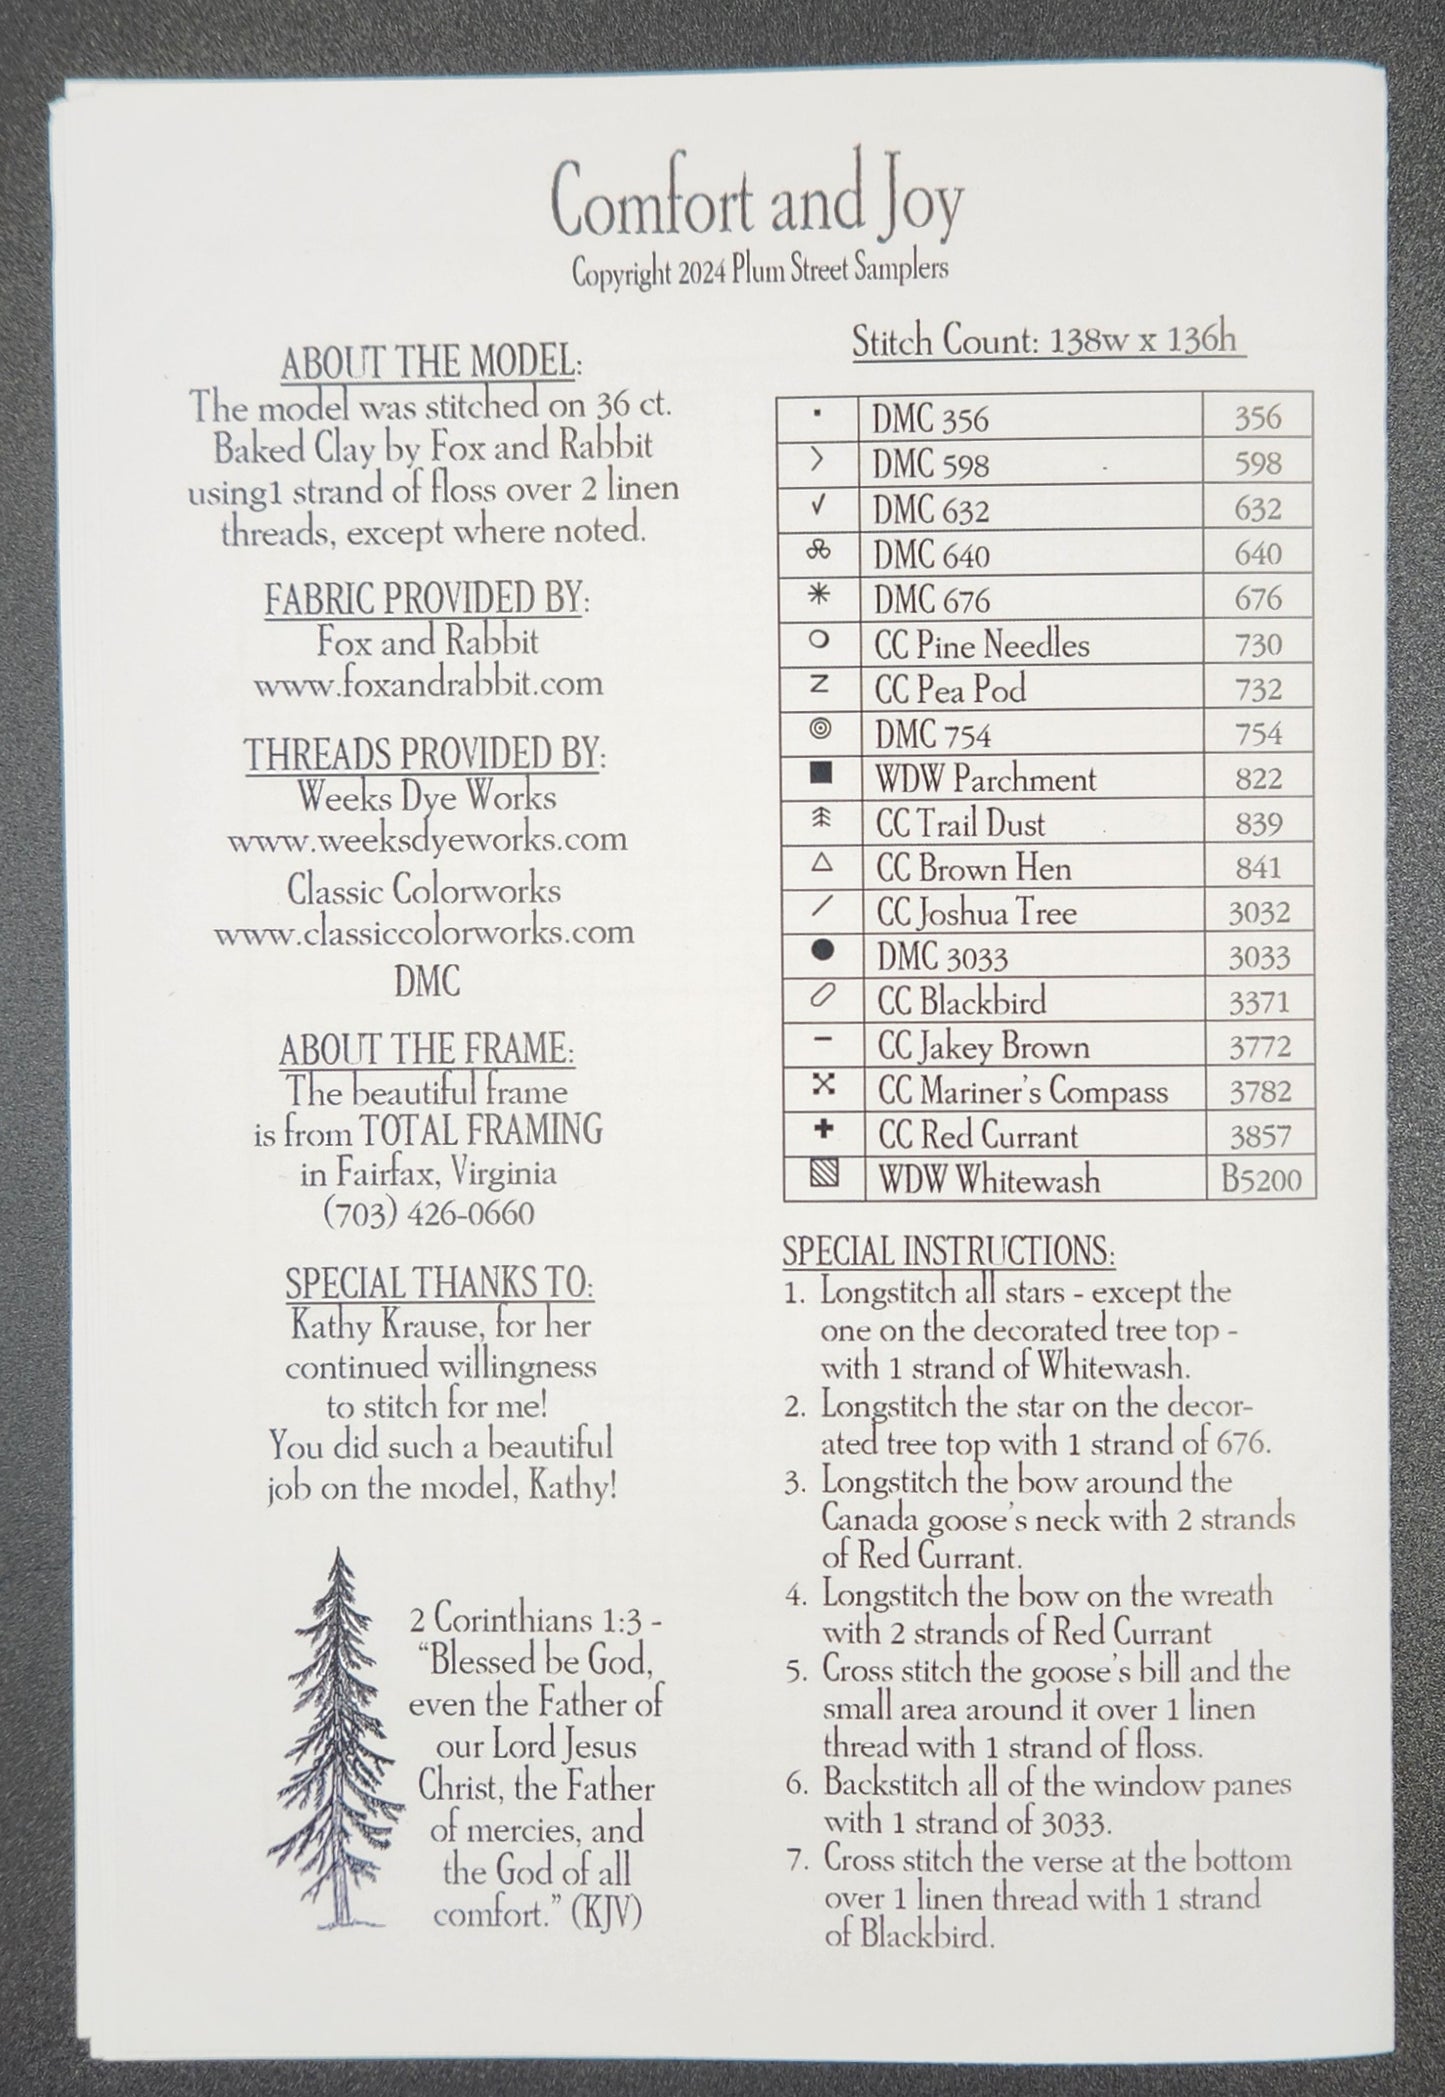 Comfort and Joy
Copyright 2024 Plum Street Samplers
ABOUT THE MODEL:
The model was stitched on 36 ct.
Baked Clay by Fox and Rabbit
using1 strand of floss over 2 linen
threads, except where noted.
FABRIC PROVIDED BY:
Fox and Rabbit
www.foxandrabbit.com
THREADS PROVIDED BY:
Weeks Dye Works
www.weeksdyeworks.com
Classic Colorworks
www.classiccolorworks.com
DMC
ABOUT THE FRAME:
The beautiful frame
is from TOTAL FRAMING
in Fairfax, Virginia
(703) 426-0660
SPECIAL THANKS TO:
Kathy Krause, for her
continued willingness
to stitch for me!
You did such a beautiful
job on the model, Kathy!
2 Corinthians 1:3 -
“Blessed be God,
even the Father of
our Lord Jesus
Christ, the Father
of mercies, and
the God of all
comfort.” (KJV)
Stitch Count: 138w x 136h
DMC 356 356
DMC 598 598
DMC 632 632
DMC 640 640
DMC 676 676
CC Pine Needles 730
CC Pea Pod 732
DMC 754 754
WDW Parchment 822
CC Trail Dust 839
CC Brown Hen 841
CC Joshua Tree 3032
DMC 3033 3033
CC Blackbird 3371
CC Jakey Brown 3772
CC Mariner’s Compass 3782
CC Red Currant 3857
WDW Whitewash B5200
SPECIAL INSTRUCTIONS:
1. Longstitch all stars - except the
one on the decorated tree top -
with 1 strand of Whitewash.
2. Longstitch the star on the decor-
ated tree top with 1 strand of 676.
3. Longstitch the bow around the
Canada goose’s neck with 2 strands
of Red Currant.
4. Longstitch the bow on the wreath
with 2 strands of Red Currant
5. Cross stitch the goose’s bill and the
small area around it over 1 linen
thread with 1 strand of floss.
6. Backstitch all of the window panes
with 1 strand of 3033.
7. Cross stitch the verse at the bottom
over 1 linen thread with 1 strand
of Blackbird.